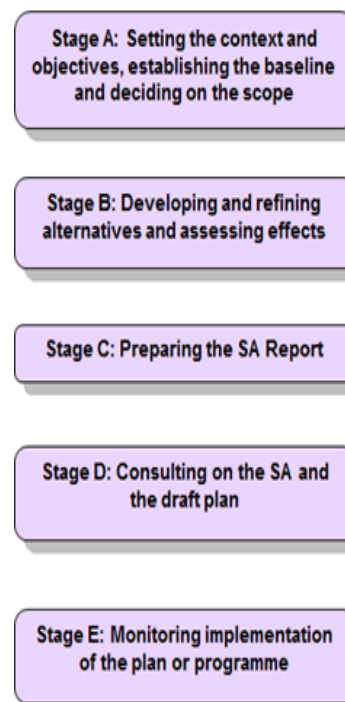 Stage A: Setting the context and
objectives, establishing the baseline
and deciding on the scope
Stage B: Developing and refining
alternatives and assessing effects
Stage C: Preparing the SA Report
Stage D: Consulting on the SA and
the draft plan
Stage E: Monitoring implementation
of the plan or programme